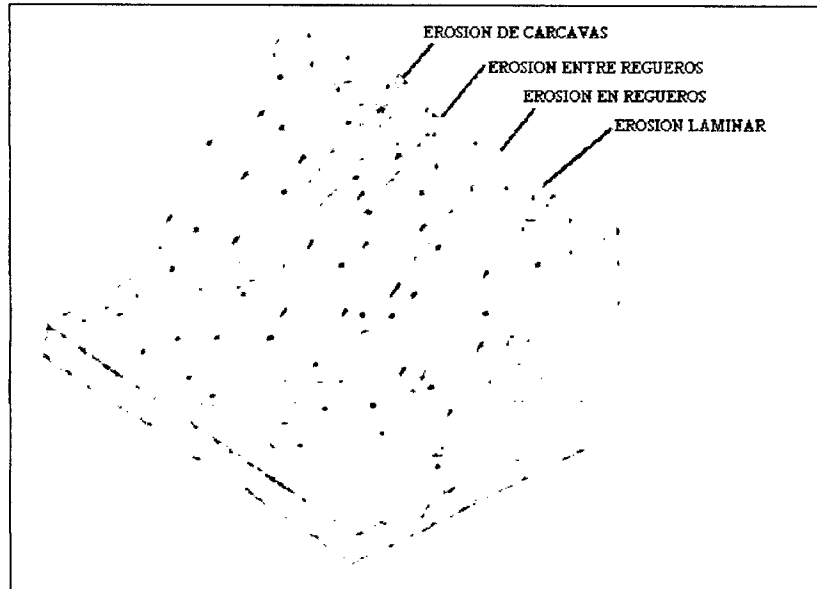 EROSION DE CARCAVAS
EROSION ENTRE REGUEROS
EROSION EN REGUEROS
EROSION LAMINAR